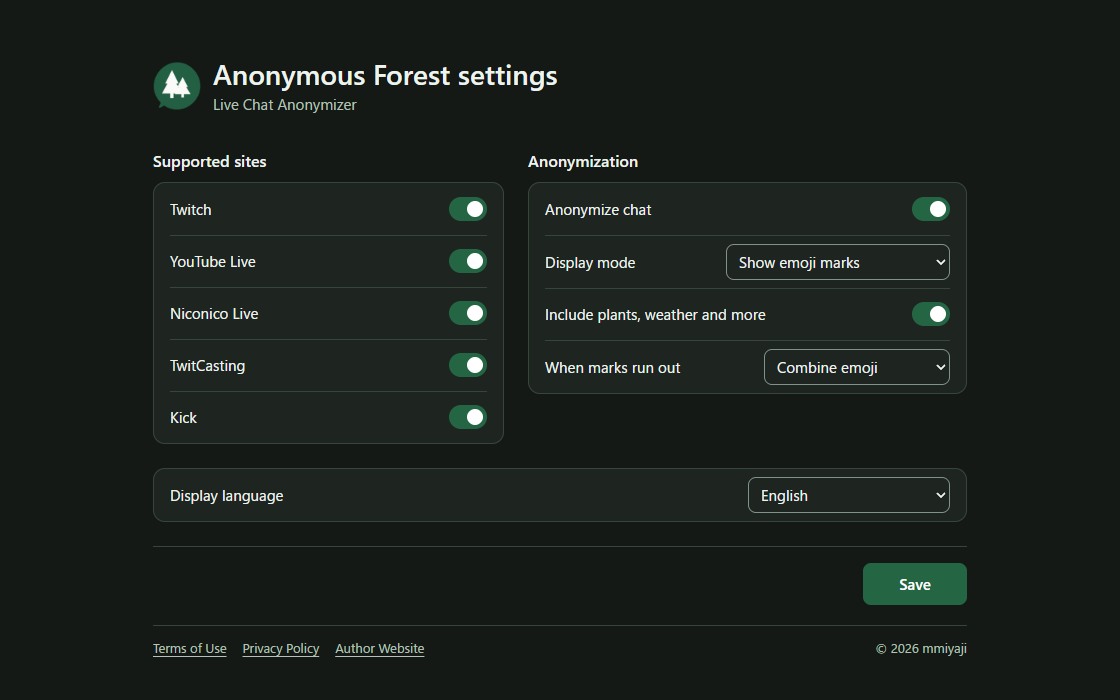 Anonymous Forest settings
Live Chat Anonymizer
Supported sites
Twitch
YouTube Live
Niconico Live
TwitCasting
Kick
Anonymization
Anonymize chat
Display mode
Show emoji marks
Include plants, weather and more
When marks run out
Combine emoji
Display language
English
Save
Terms of Use
Privacy Policy
Author Website
© 2026 mmiyaji